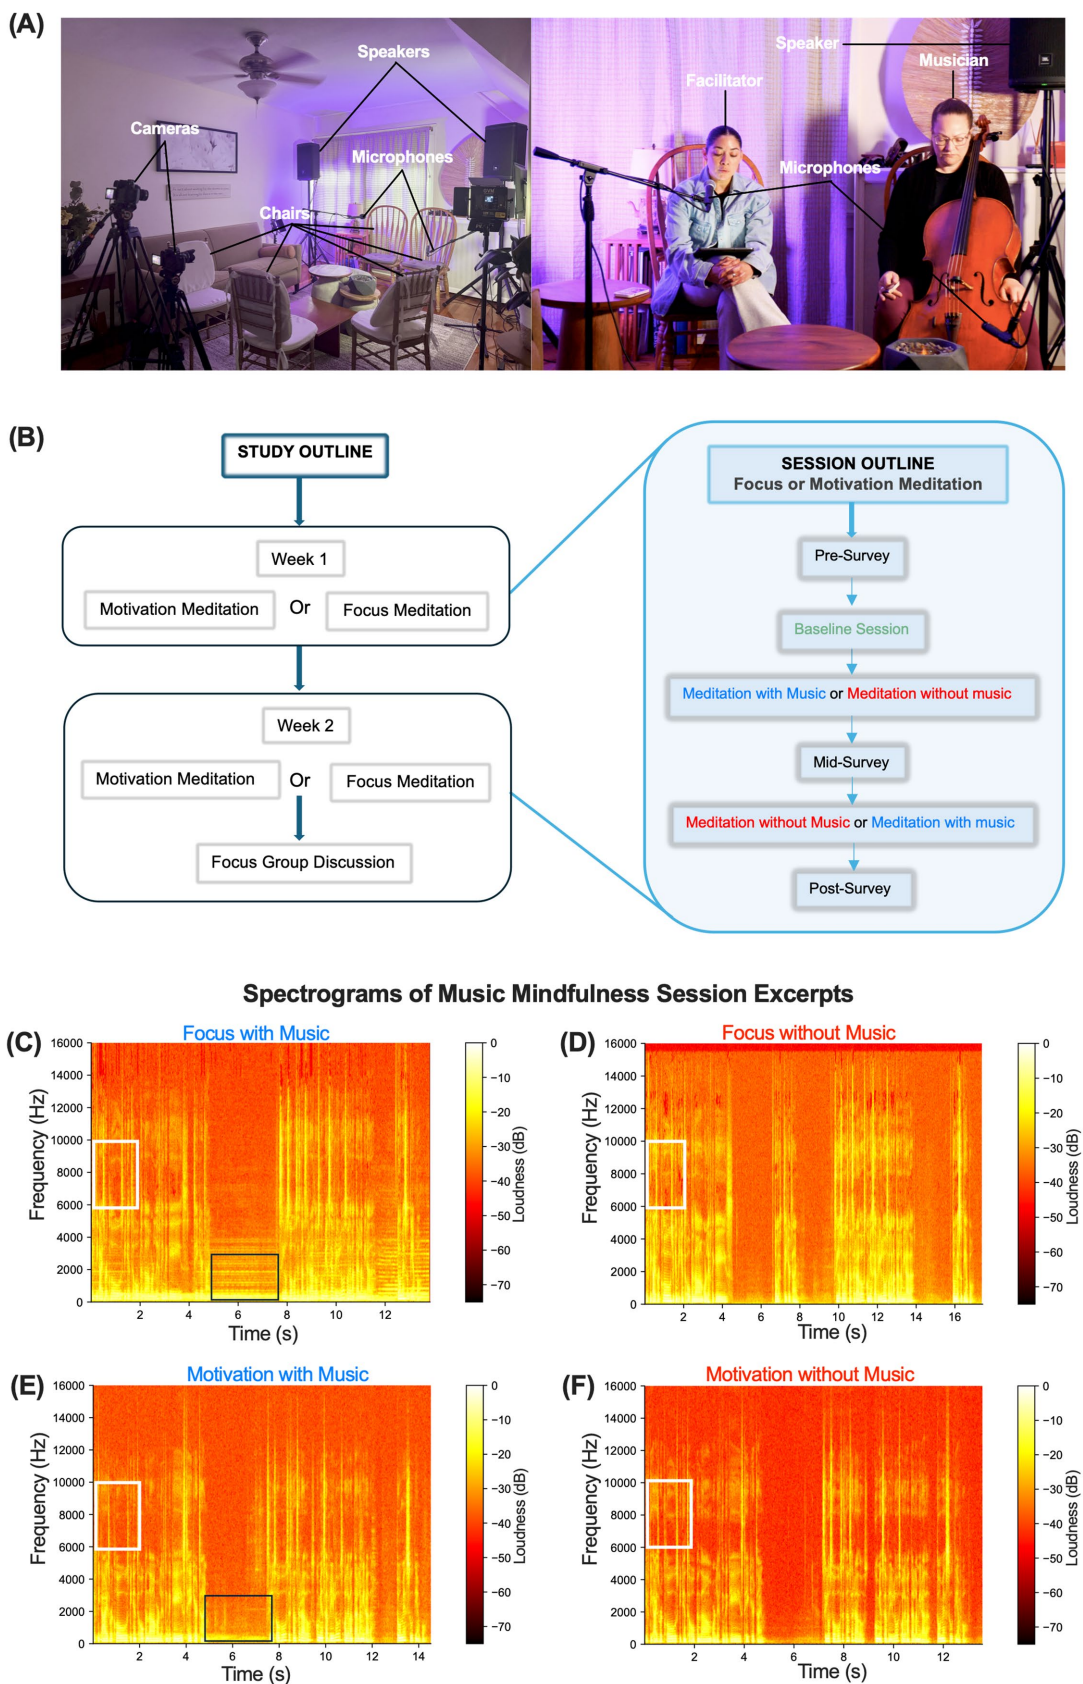 (A)
Speakers
Cameras
Microphones
Chairs
Speaker
Musician
Facilitator
Microphones
(B)
STUDY OUTLINE
Week 1
Motivation Meditation Or Focus Meditation
Week 2
Motivation Meditation Or Focus Meditation
Focus Group Discussion
SESSION OUTLINE
Focus or Motivation Meditation
Pre-Survey
Baseline Session
Meditation with Music or Meditation without music
Mid-Survey
Meditation without Music or Meditation with music
Post-Survey
Spectrograms of Music Mindfulness Session Excerpts
(C)
Focus with Music
16000
14000
12000
10000
8000
6000
4000
2000
0
Frequency (Hz)
2 4 6 8 10 12
Time (s)
0
−10
−20
−30
−40
−50
−60
−70
Loudness (dB)
(D)
Focus without Music
16000
14000
12000
10000
8000
6000
4000
2000
0
Frequency (Hz)
2 4 6 8 10 12 14 16
Time (s)
0
−10
−20
−30
−40
−50
−60
−70
Loudness (dB)
(E)
Motivation with Music
16000
14000
12000
10000
8000
6000
4000
2000
0
Frequency (Hz)
2 4 6 8 10 12 14
Time (s)
0
−10
−20
−30
−40
−50
−60
−70
Loudness (dB)
(F)
Motivation without Music
16000
14000
12000
10000
8000
6000
4000
2000
0
Frequency (Hz)
2 4 6 8 10 12
Time (s)
0
−10
−20
−30
−40
−50
−60
−70
Loudness (dB)